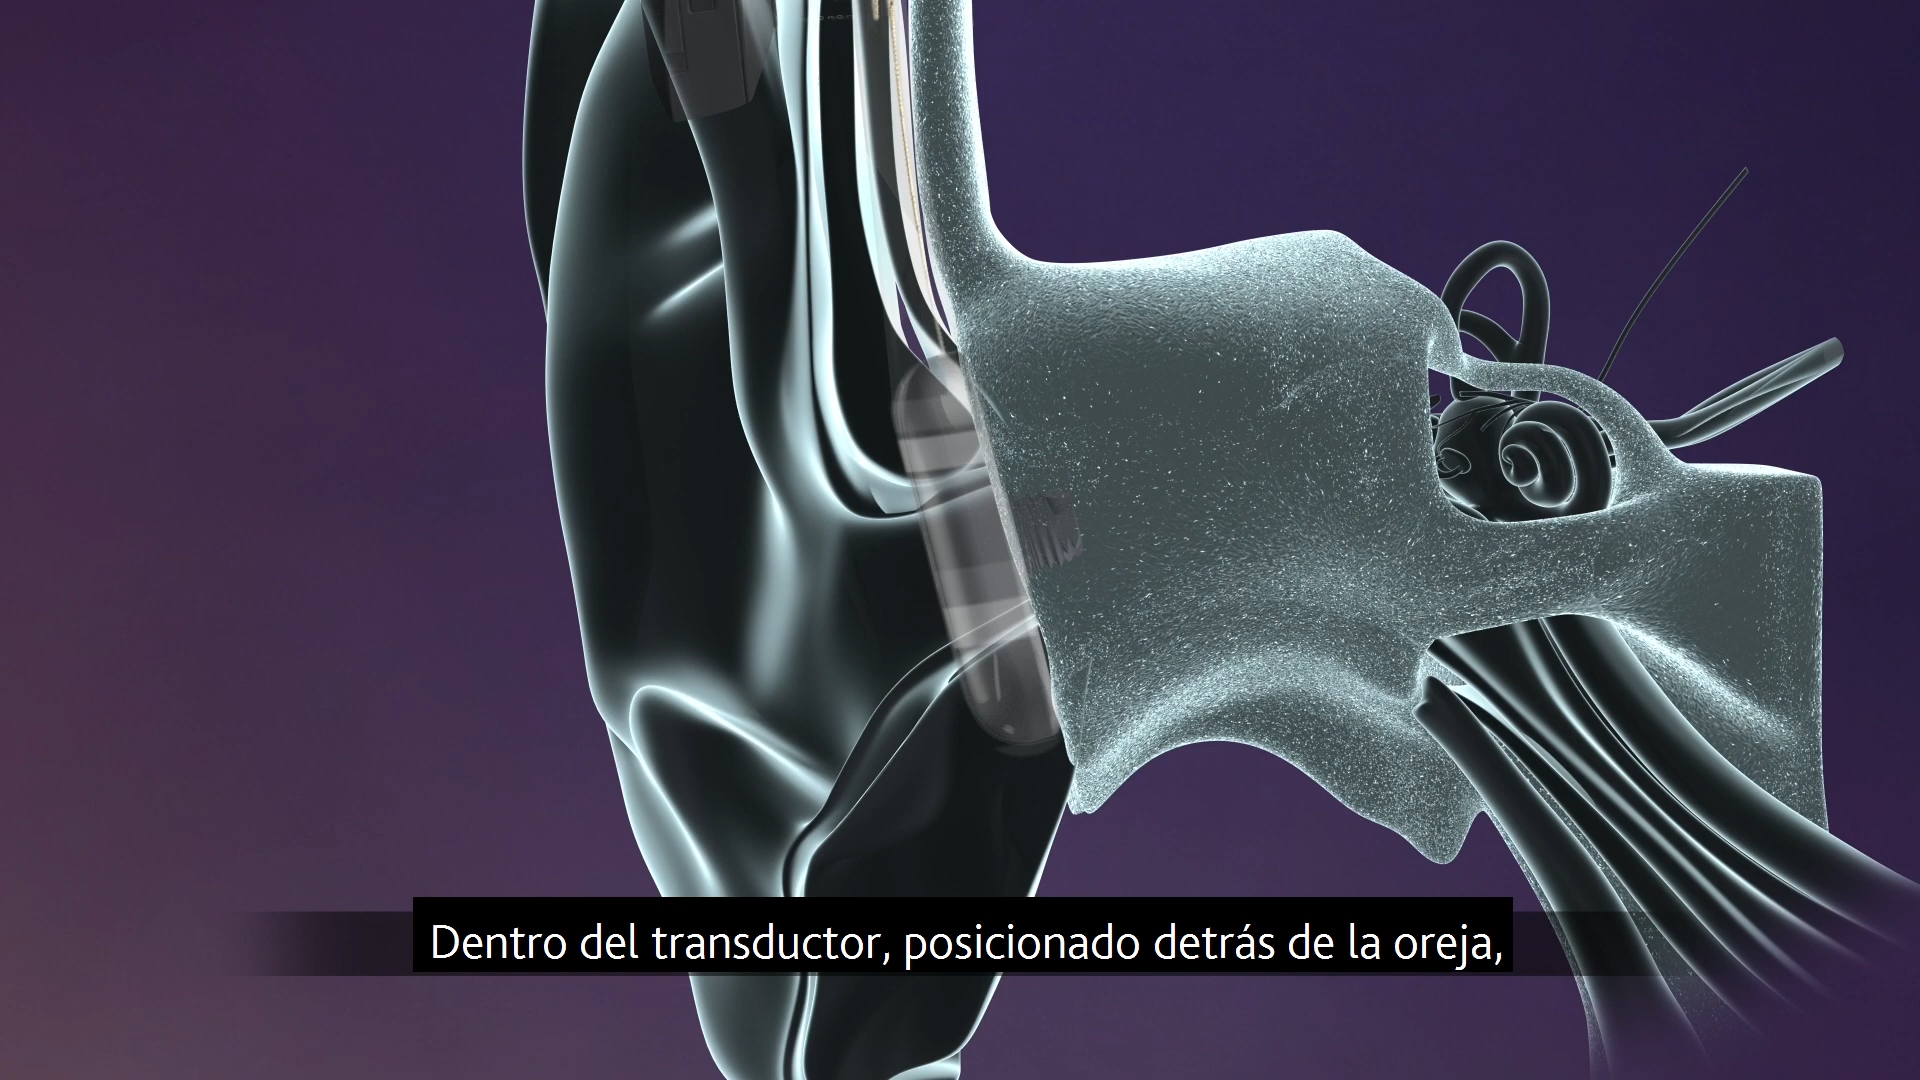 Dentro del transductor, posicionado detrás de la oreja,